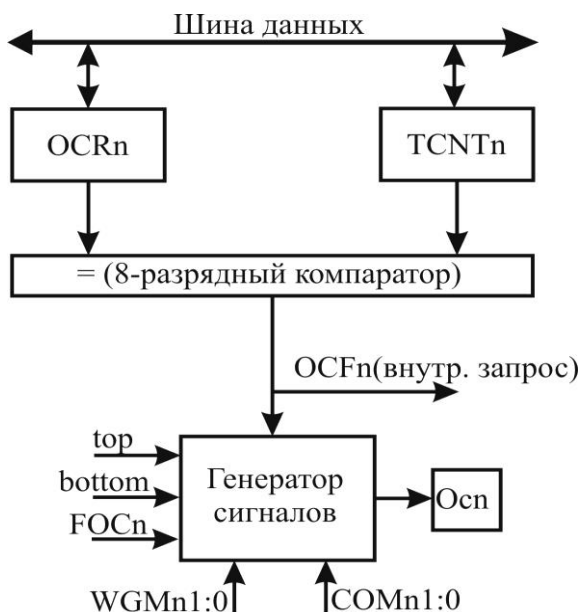 Шина данных
OCRn
TCNTn
= (8-разрядный компаратор)
OCFn(внутр. запрос)
top
bottom
FOCn
Генератор
сигналов
Ocn
WGMn1:0
COMn1:0